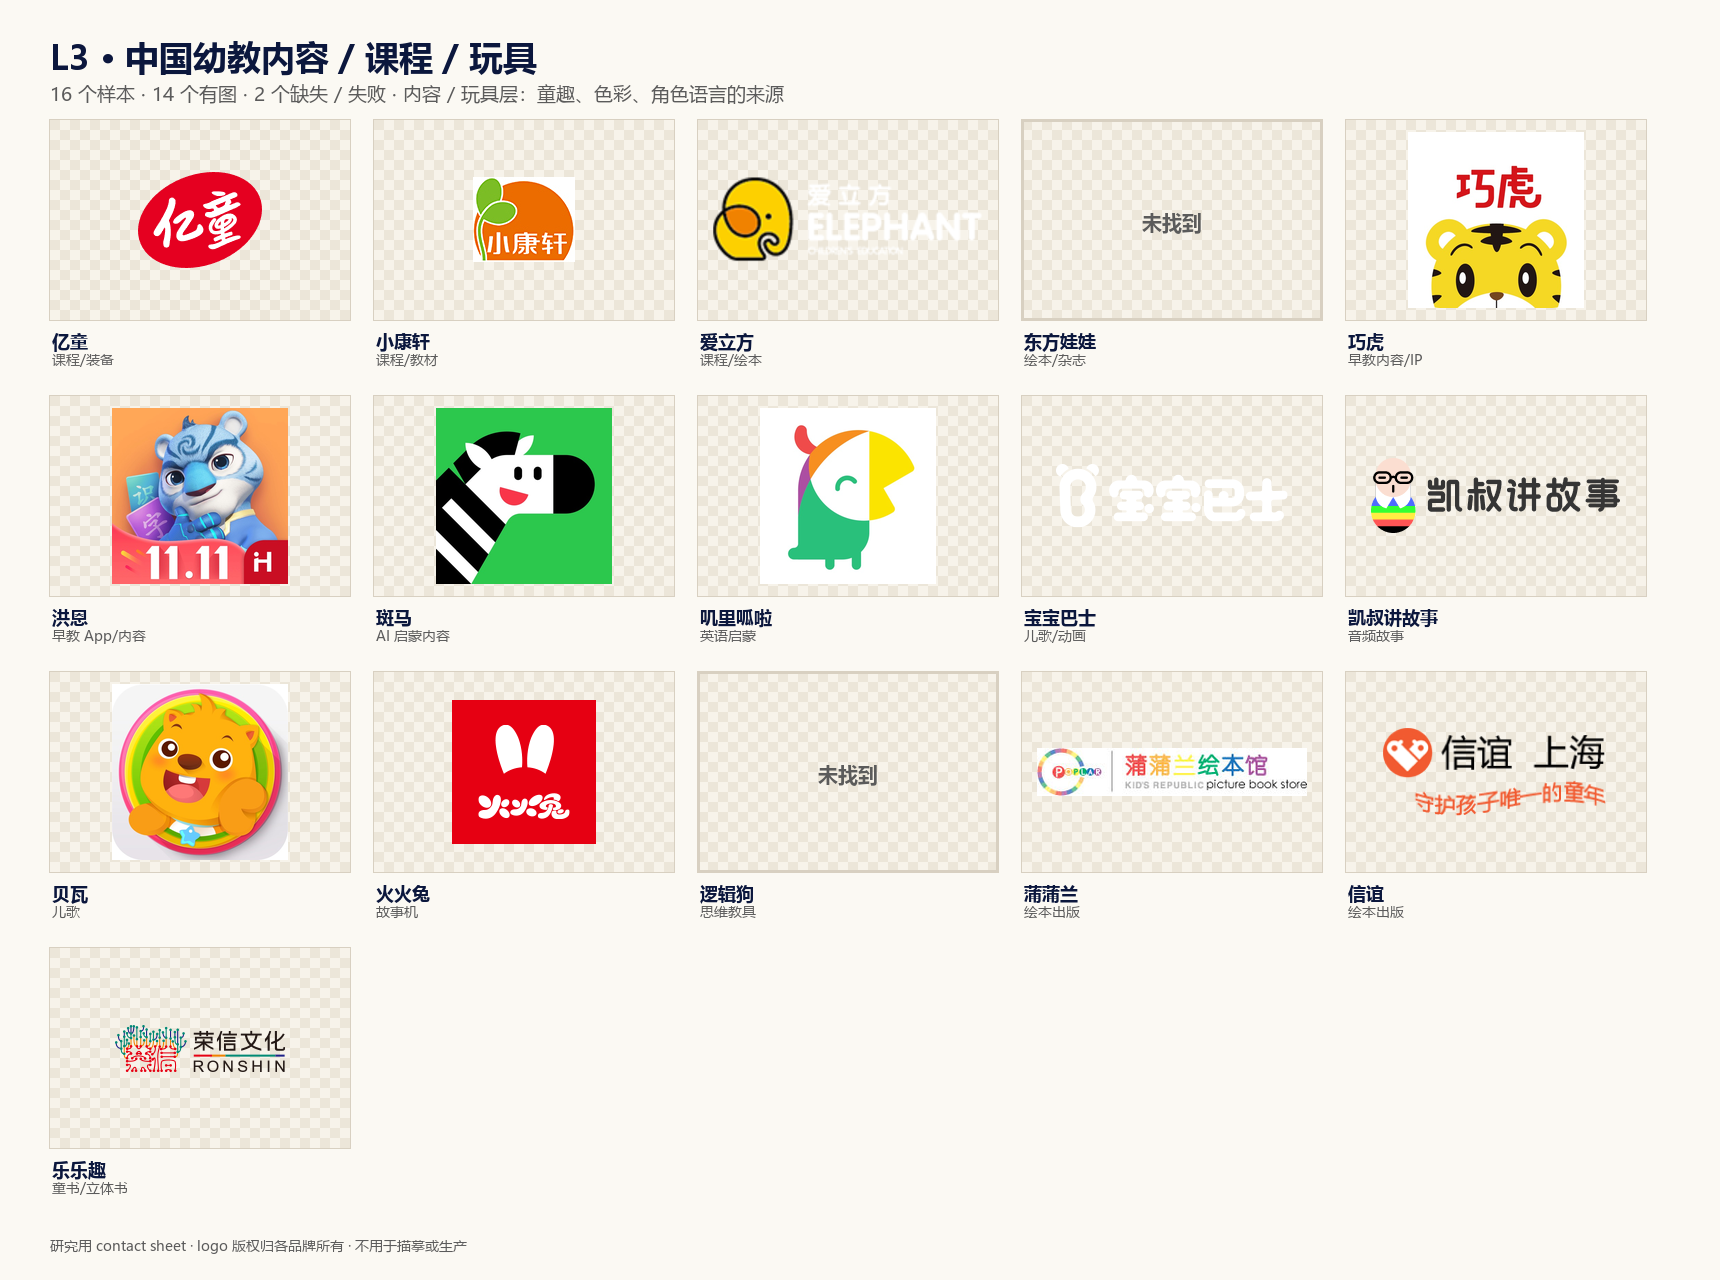 L3 • 中国幼教内容 / 课程 / 玩具
16 个样本 · 14 个有图 · 2 个缺失 / 失败 · 内容 / 玩具层：童趣、色彩、角色语言的来源
亿童
小康轩
爱立方
ELEPHANT
未找到
巧虎
亿童
课程/装备
小康轩
课程/教材
爱立方
课程/绘本
东方娃娃
绘本/杂志
巧虎
早教内容/IP
识
字
11.11
H
宝宝巴士
凯叔讲故事
洪恩
早教 App/内容
斑马
AI 启蒙内容
叽里呱啦
英语启蒙
宝宝巴士
儿歌/动画
凯叔讲故事
音频故事
火火兔
未找到
POPLAR
蒲蒲兰绘本馆
KID'S REPUBLIC picture book store
信谊 上海
守护孩子唯一的童年
贝瓦
儿歌
火火兔
故事机
逻辑狗
思维教具
蒲蒲兰
绘本出版
信谊
绘本出版
荣信
荣信文化
RONSHIN
乐乐趣
童书/立体书
研究用 contact sheet · logo 版权归各品牌所有 · 不用于描摹或生产